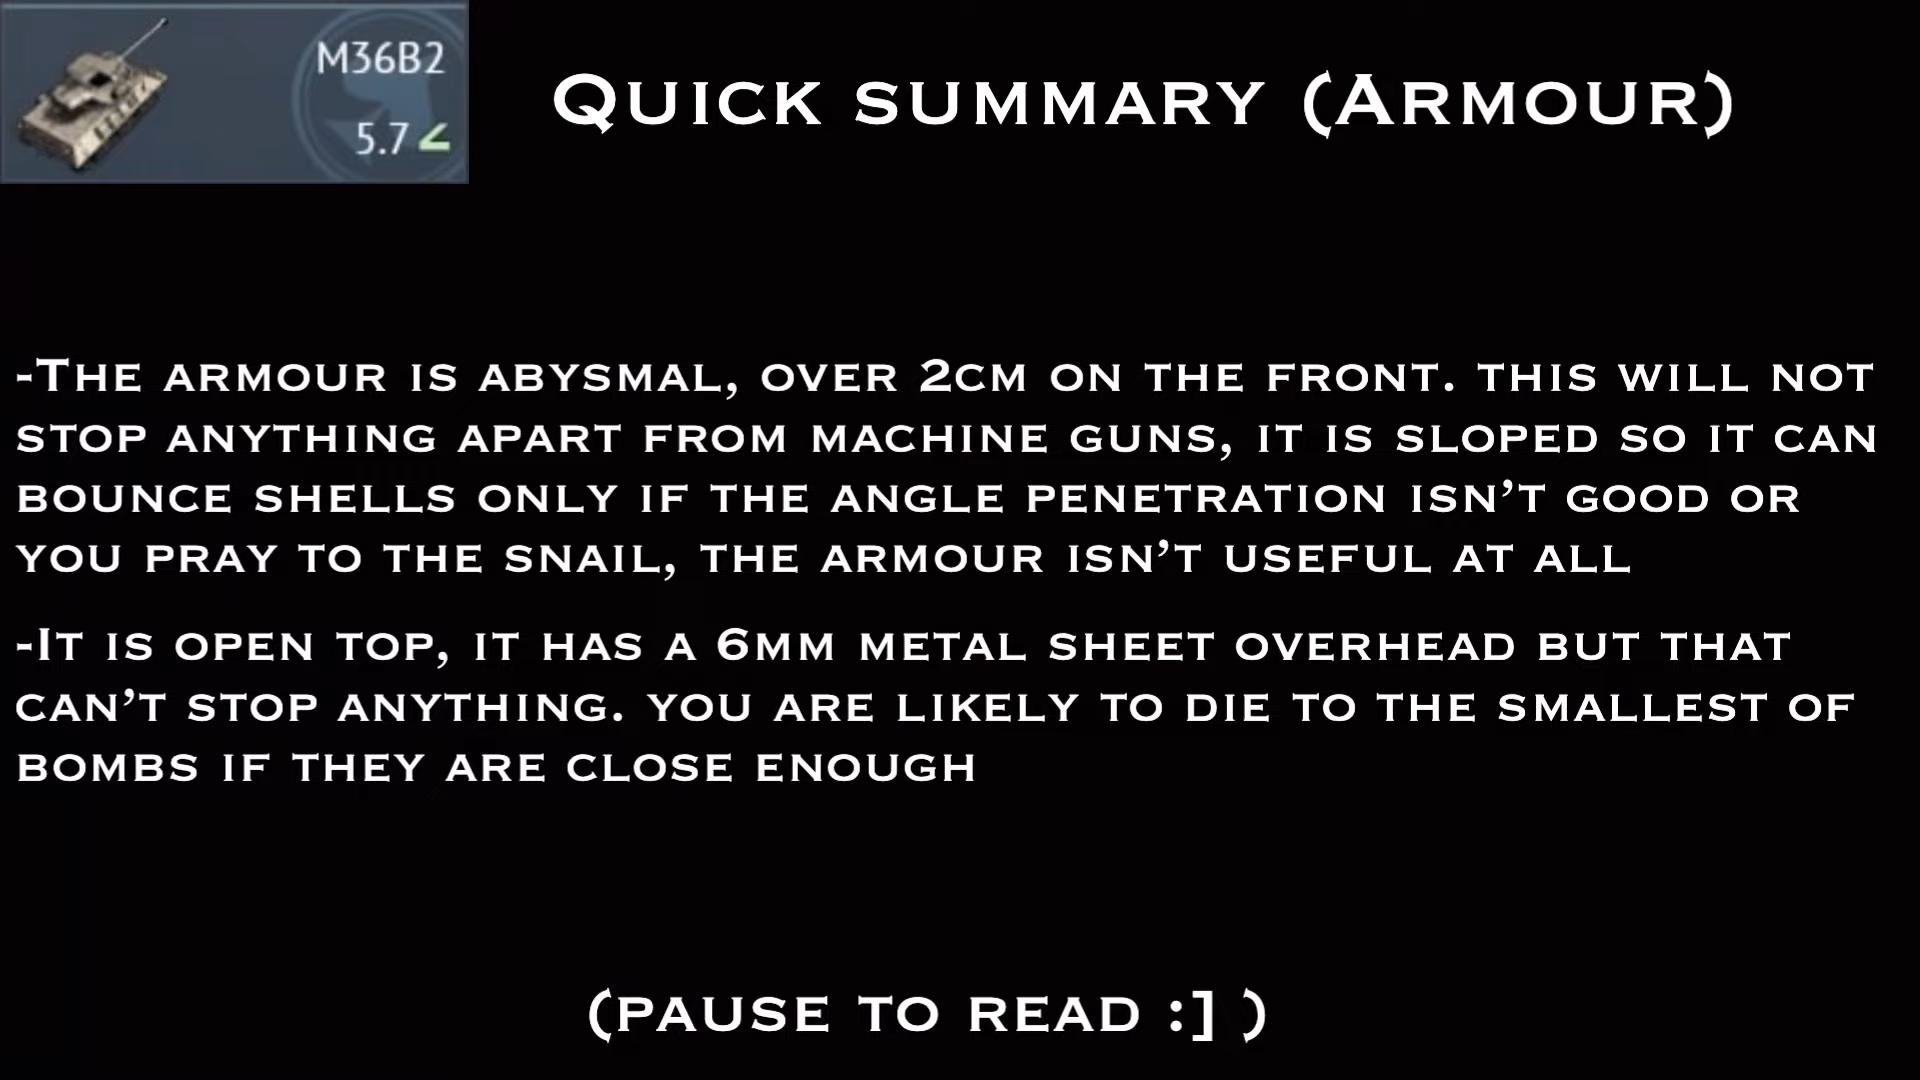 M36B2
5.7
Quick summary (Armour)
-The armour is abysmal, over 2cm on the front. this will not
stop anything apart from machine guns, it is sloped so it can
bounce shells only if the angle penetration isn’t good or
you pray to the snail, the armour isn’t useful at all
-It is open top, it has a 6mm metal sheet overhead but that
can’t stop anything. you are likely to die to the smallest of
bombs if they are close enough
(pause to read :] )